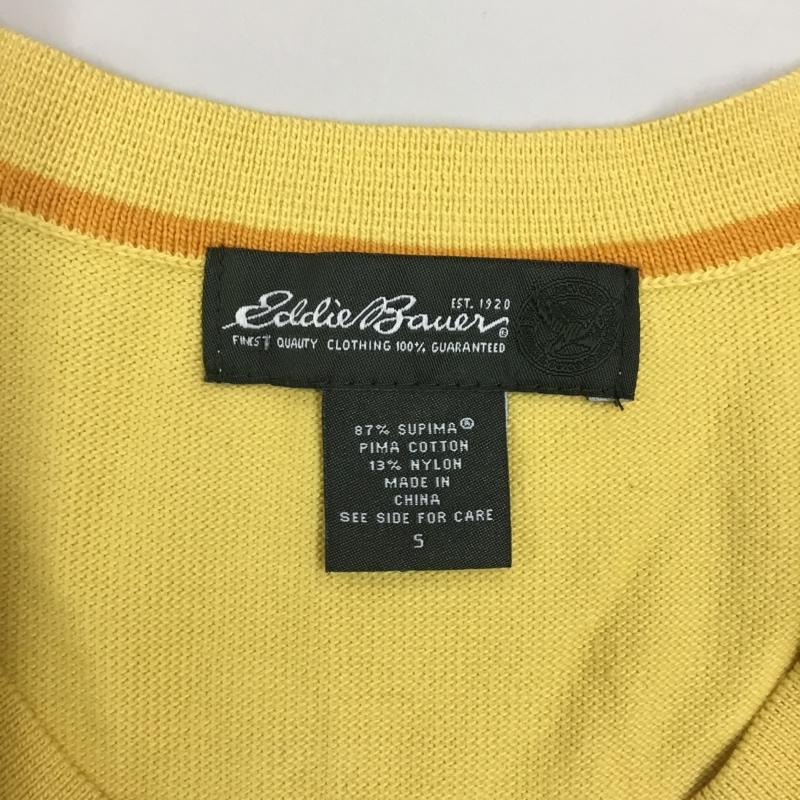 EST. 1920
Eddie Bauer®
FINEST QUALITY CLOTHING 100% GUARANTEED
87% SUPIMA®
PIMA COTTON
13% NYLON
MADE IN
CHINA
SEE SIDE FOR CARE
S